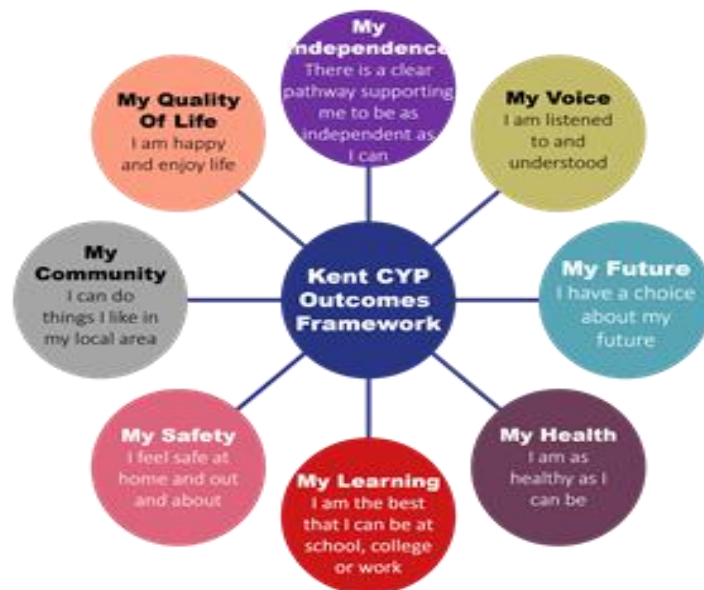 My
Independence
There is a clear
pathway supporting
me to be as
independent as
I can
My Voice
I am listened
to and
understood
My Future
I have a choice
about my
future
My Health
I am as
healthy as I
can be
My Learning
I am the best
that I can be at
school, college
or work
My Safety
I feel safe at
home and out
and about
My
Community
I can do
things I like in
my local area
My Quality
Of Life
I am happy
and enjoy life
Kent CYP
Outcomes
Framework